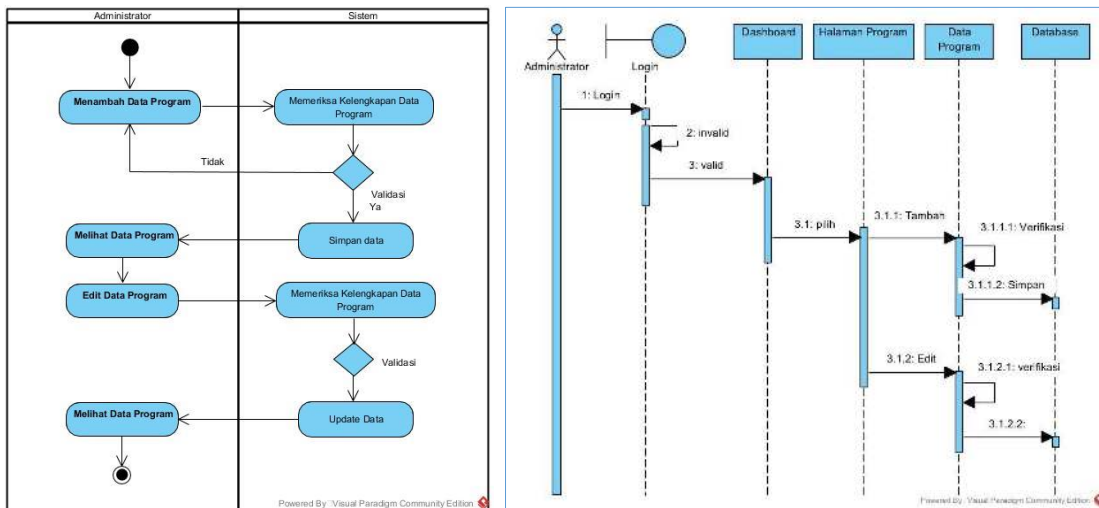 Administrator
Sistem
Menambah Data Program
Memeriksa Kelengkapan Data
Program
Tidak
Validasi
Ya
Melihat Data Program
Simpan data
Edit Data Program
Memeriksa Kelengkapan Data
Program
Validasi
Melihat Data Program
Update Data
Powered By Visual Paradigm Community Edition
Administrator
Login
Dashboard
Halaman Program
Data
Program
Database
1: Login
2: invalid
3: valid
3.1: pilih
3.1.1: Tambah
3.1.1.1: Verifikasi
3.1.1.2: Simpan
3.1.2: Edit
3.1.2.1: verifikasi
3.1.2.2:
Powered By Visual Paradigm Community Edition